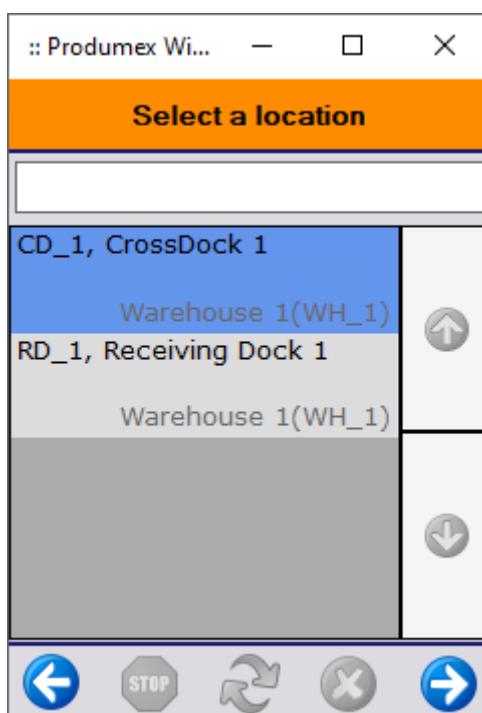 :: Produmex Wi...
Select a location
CD_1, CrossDock 1
Warehouse 1(WH_1)
RD_1, Receiving Dock 1
Warehouse 1(WH_1)
STOP